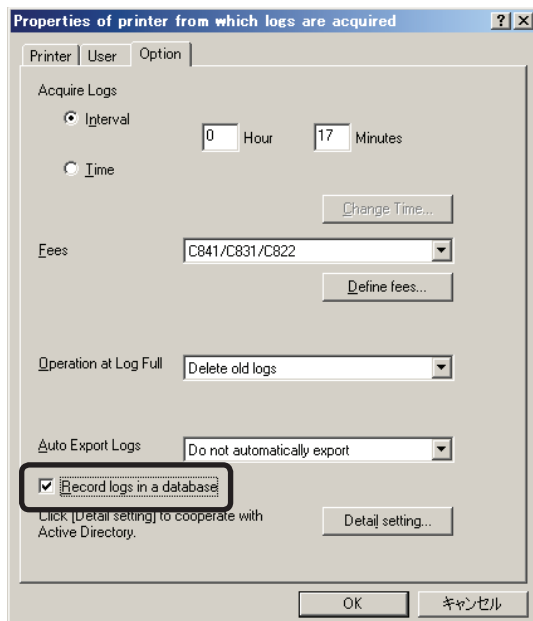 Properties of printer from which logs are acquired
Printer User Option
Acquire Logs
Interval
0 Hour 17 Minutes
Time
Change Time...
Fees C841/C831/C822
Define fees...
Operation at Log Full Delete old logs
Auto Export Logs Do not automatically export
Record logs in a database
Click [Detail setting] to cooperate with
Active Directory.
Detail setting...
OK キャンセル